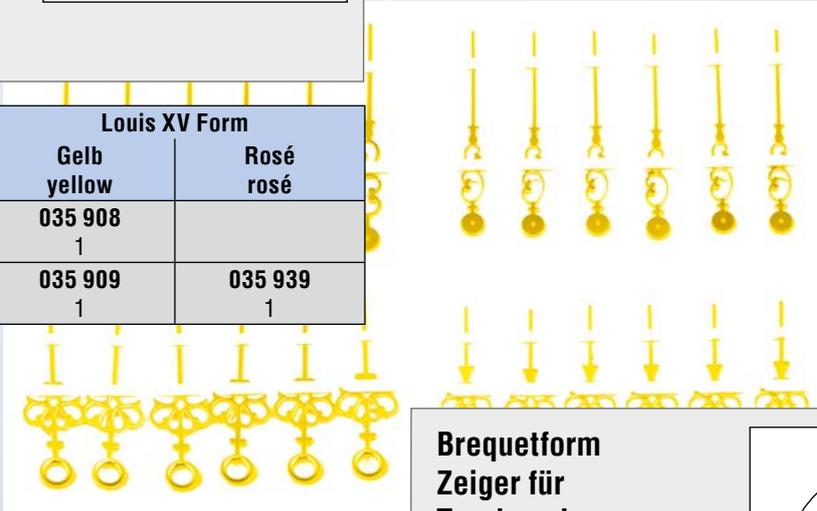 Louis XV Form
Gelb Rosé
yellow rosé
035 908
1
035 909 035 939
1 1
Brequetform
Zeiger für